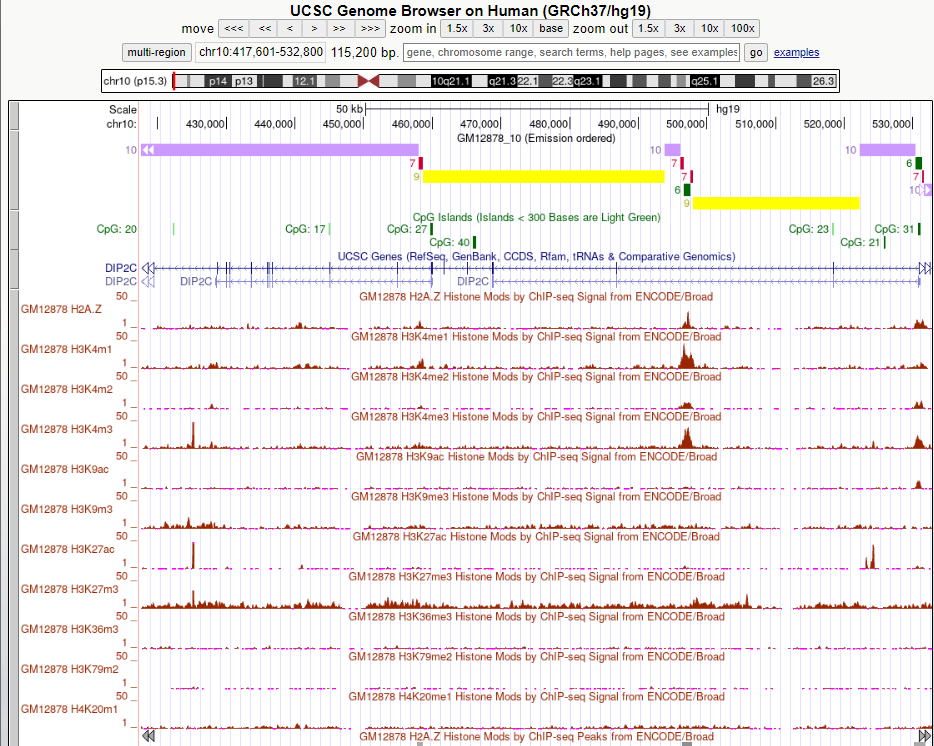 UCSC Genome Browser on Human (GRCh37/hg19)
move <<< << < > >> >>> zoom in 1.5x 3x 10x base zoom out 1.5x 3x 10x 100x
multi-region chr10:417,601-532,800 115,200 bp. gene, chromosome range, search terms, help pages, see examples go examples
chr10 (p15.3) p14 p13 12.1 10q21.1 q21.3 22.1 22.3 q23.1 q25.1 26.3
Scale 50 kb hg19
chr10: 430,000 440,000 450,000 460,000 470,000 480,000 490,000 500,000 510,000 520,000 530,000
GM12878_10 (Emission ordered)
10 10 10
7 7 6
9 7 7
6 10
9
CpG Islands (Islands < 300 Bases are Light Green)
CpG: 20 CpG: 17 CpG: 27 CpG: 23 CpG: 31
CpG: 40 CpG: 21
UCSC Genes (RefSeq, GenBank, CCDS, Rfam, tRNAs & Comparative Genomics)
DIP2C
DIP2C DIP2C DIP2C
50 GM12878 H2A.Z Histone Mods by ChIP-seq Signal from ENCODE/Broad
GM12878 H2A.Z
1
50 GM12878 H3K4me1 Histone Mods by ChIP-seq Signal from ENCODE/Broad
GM12878 H3K4m1
1
50 GM12878 H3K4me2 Histone Mods by ChIP-seq Signal from ENCODE/Broad
GM12878 H3K4m2
1
50 GM12878 H3K4me3 Histone Mods by ChIP-seq Signal from ENCODE/Broad
GM12878 H3K4m3
1
50 GM12878 H3K9ac Histone Mods by ChIP-seq Signal from ENCODE/Broad
GM12878 H3K9ac
1
50 GM12878 H3K9me3 Histone Mods by ChIP-seq Signal from ENCODE/Broad
GM12878 H3K9m3
1
50 GM12878 H3K27ac Histone Mods by ChIP-seq Signal from ENCODE/Broad
GM12878 H3K27ac
1
50 GM12878 H3K27me3 Histone Mods by ChIP-seq Signal from ENCODE/Broad
GM12878 H3K27m3
1
50 GM12878 H3K36me3 Histone Mods by ChIP-seq Signal from ENCODE/Broad
GM12878 H3K36m3
1
50 GM12878 H3K79me2 Histone Mods by ChIP-seq Signal from ENCODE/Broad
GM12878 H3K79m2
1
50 GM12878 H4K20me1 Histone Mods by ChIP-seq Signal from ENCODE/Broad
GM12878 H4K20m1
1
GM12878 H2A.Z Histone Mods by ChIP-seq Peaks from ENCODE/Broad